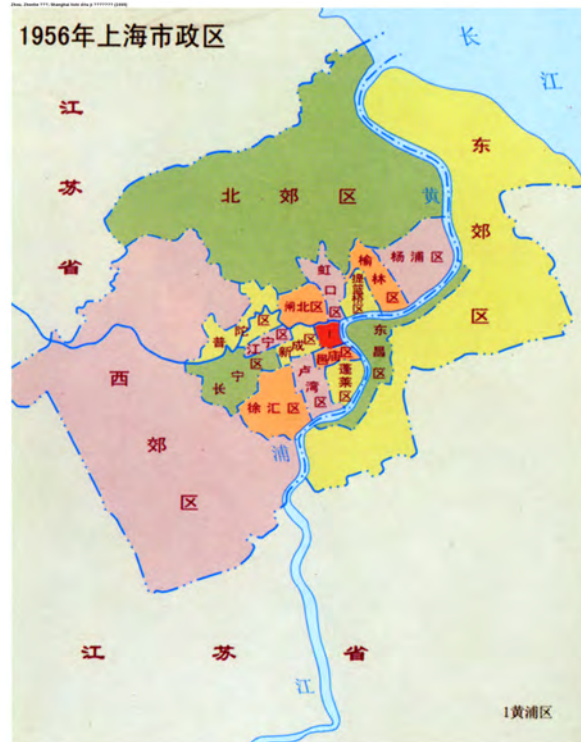 1956年上海市政区
长江
江苏省
东郊区
北郊区
黄
杨浦区
榆林区
提篮桥区
虹口区
闸北区
普陀区
江宁区
新成区
1
东昌区
邑庙区
蓬莱区
卢湾区
长宁区
徐汇区
西郊区
浦
江苏省
江
1黄浦区